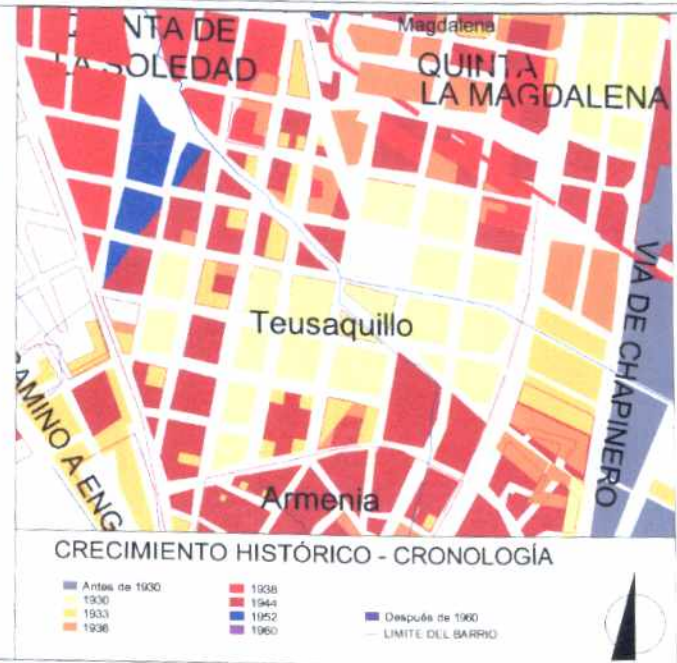 NTA DE
LA SOLEDAD
Magdalena
QUINTA
LA MAGDALENA
Teusaquillo
VIA DE CHAPINERO
CAMINO A ENG
Armenia
CRECIMIENTO HISTÓRICO - CRONOLOGÍA
Antes de 1930
1930
1933
1936
1938
1944
1952
1960
Después de 1960
LIMITE DEL BARRIO